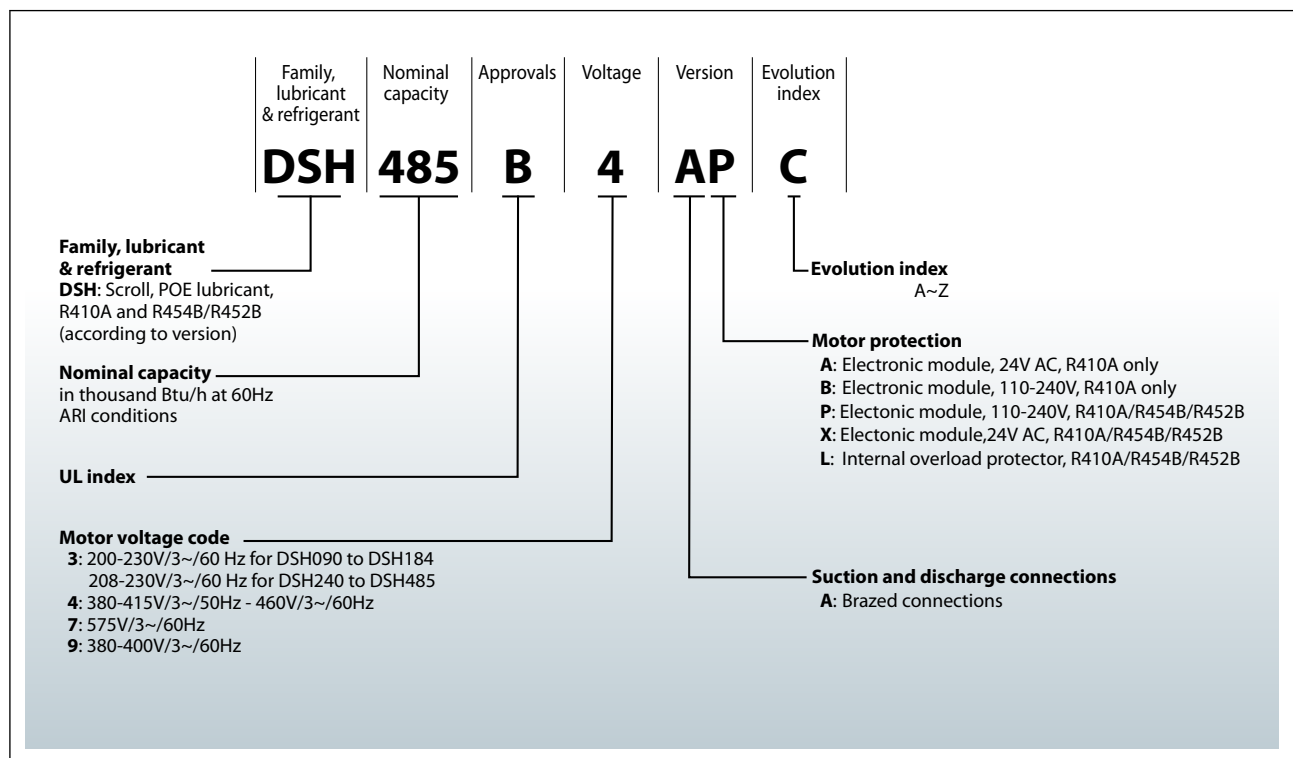 Family,
lubricant
& refrigerant
Nominal
capacity
Approvals
Voltage
Version
Evolution
index
DSH 485 B 4 AP C
Family, lubricant
& refrigerant
DSH: Scroll, POE lubricant,
R410A and R454B/R452B
(according to version)
Nominal capacity
in thousand Btu/h at 60Hz
ARI conditions
UL index
Motor voltage code
3: 200-230V/3~/60 Hz for DSH090 to DSH184
208-230V/3~/60 Hz for DSH240 to DSH485
4: 380-415V/3~/50Hz - 460V/3~/60Hz
7: 575V/3~/60Hz
9: 380-400V/3~/60Hz
Evolution index
A~Z
Motor protection
A: Electronic module, 24V AC, R410A only
B: Electronic module, 110-240V, R410A only
P: Electonic module, 110-240V, R410A/R454B/R452B
X: Electonic module,24V AC, R410A/R454B/R452B
L: Internal overload protector, R410A/R454B/R452B
Suction and discharge connections
A: Brazed connections